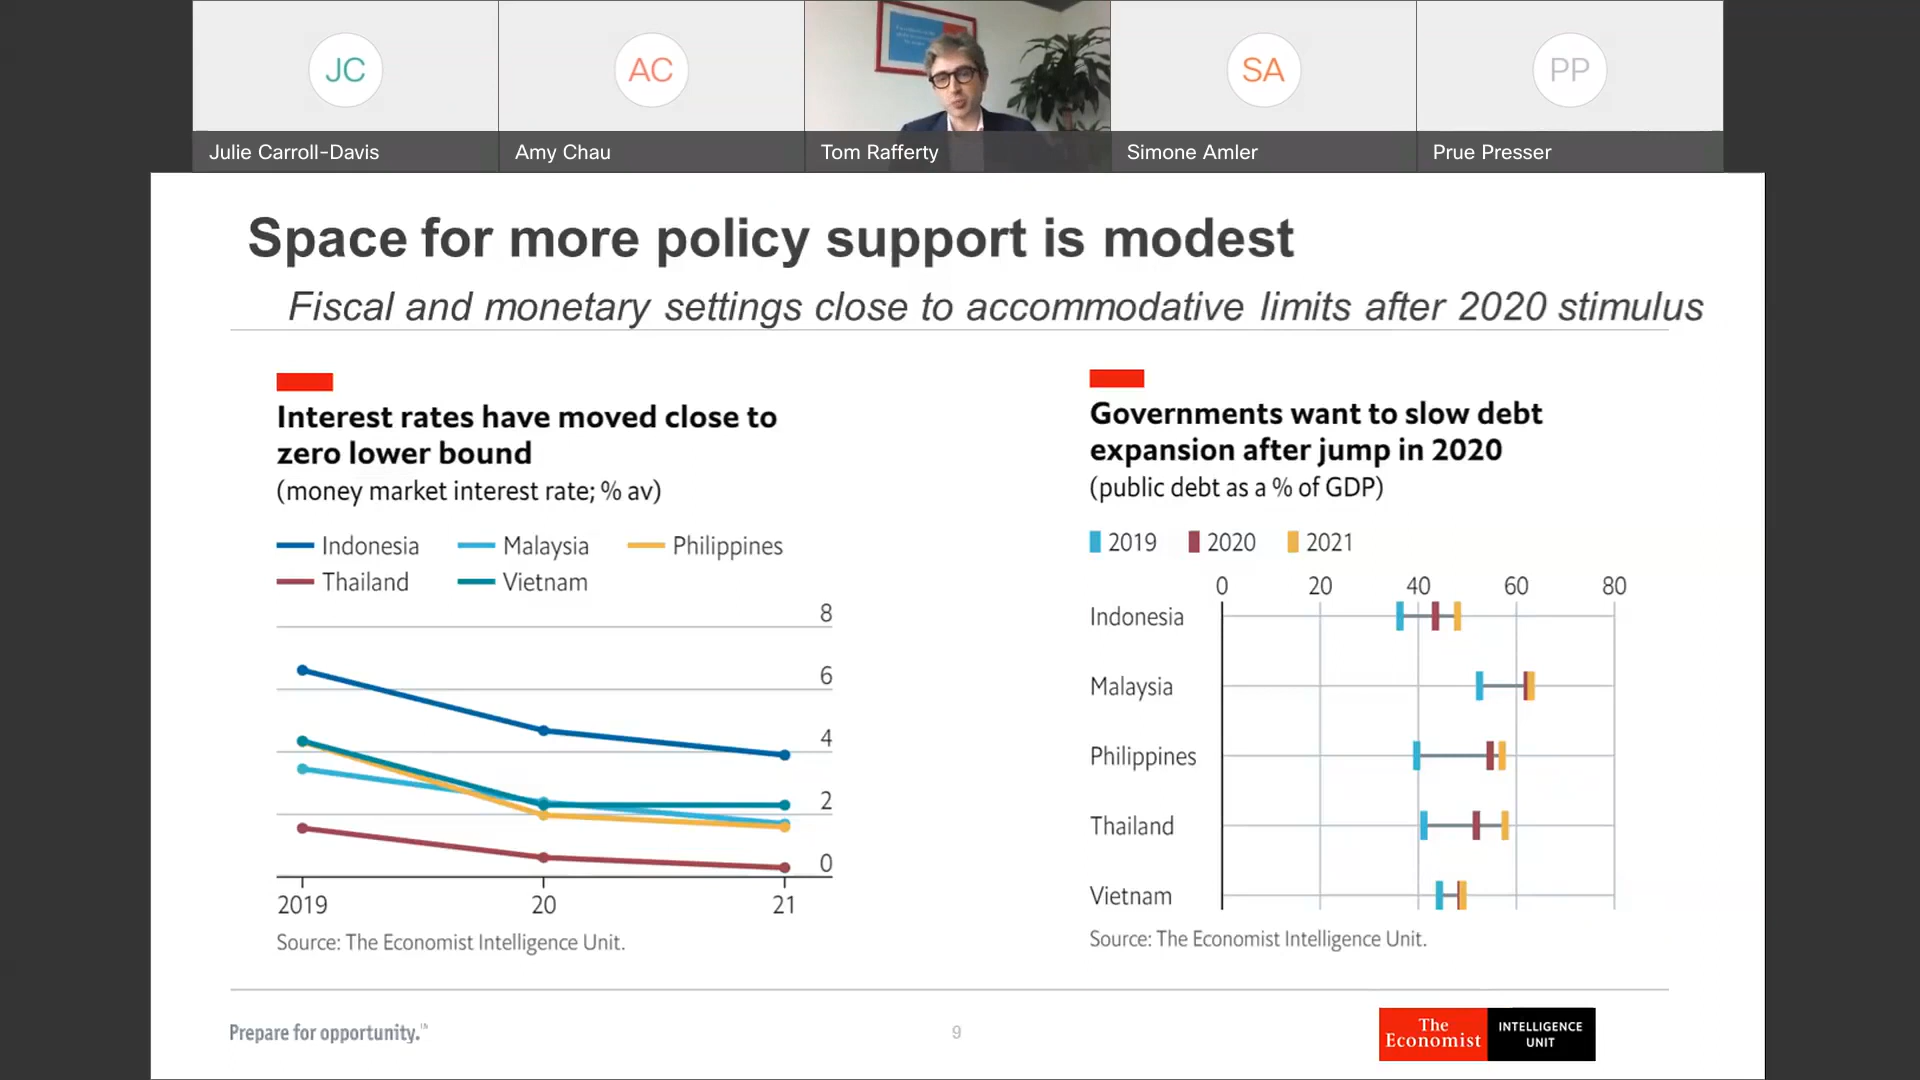 JC
AC
SA
PP
Julie Carroll-Davis
Amy Chau
Tom Rafferty
Simone Amler
Prue Presser
Space for more policy support is modest
Fiscal and monetary settings close to accommodative limits after 2020 stimulus
Interest rates have moved close to
zero lower bound
(money market interest rate; % av)
Indonesia Malaysia Philippines
Thailand Vietnam
8
6
4
2
0
2019 20 21
Source: The Economist Intelligence Unit.
Governments want to slow debt
expansion after jump in 2020
(public debt as a % of GDP)
2019 2020 2021
0 20 40 60 80
Indonesia
Malaysia
Philippines
Thailand
Vietnam
Source: The Economist Intelligence Unit.
Prepare for opportunity.
9
The
Economist
INTELLIGENCE
UNIT